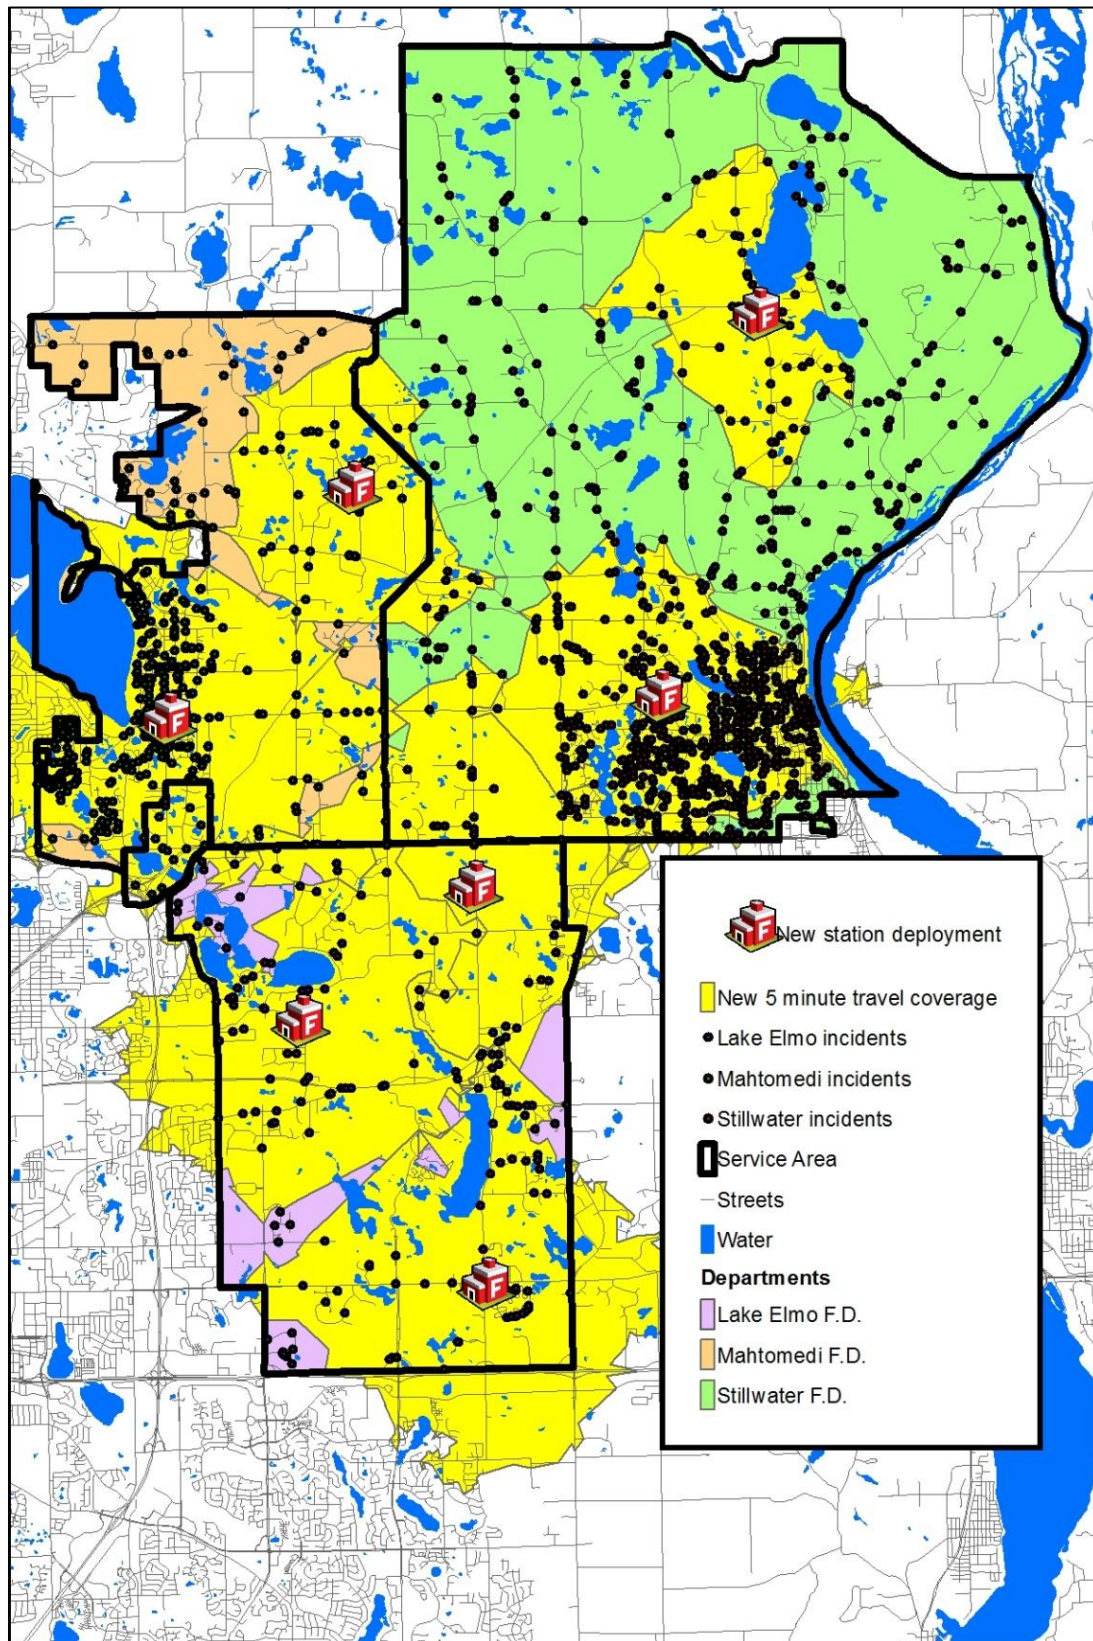 New station deployment
New 5 minute travel coverage
Lake Elmo incidents
Mahtomedi incidents
Stillwater incidents
Service Area
Streets
Water
Departments
Lake Elmo F.D.
Mahtomedi F.D.
Stillwater F.D.
F
F
F
F
F
F
F
F